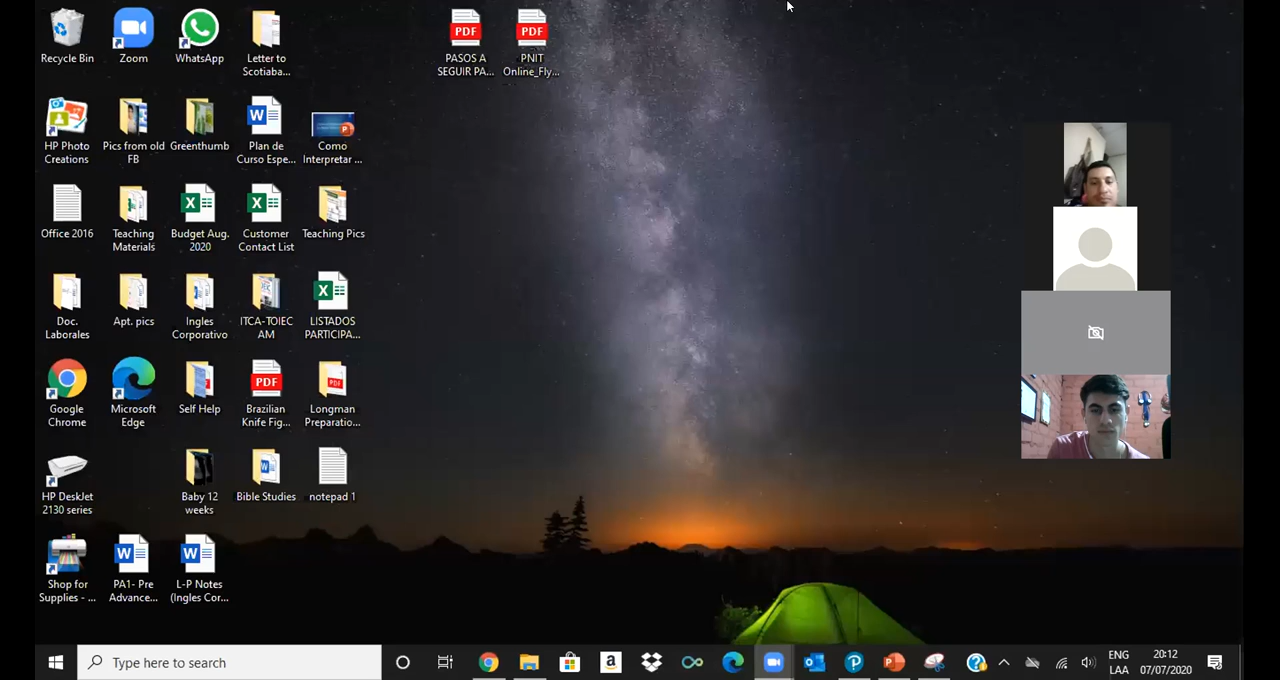 Recycle Bin
Zoom
WhatsApp
Letter to
Scotiaba...
PDF
PASOS A
SEGUIR PA...
PDF
PNIT
Online_Fly...
HP Photo
Creations
Pics from old
FB
Greenthumb
Plan de
Curso Espe...
Como
Interpretar ...
Office 2016
Teaching
Materials
Budget Aug.
2020
Customer
Contact List
Teaching Pics
Doc.
Laborales
Apt. pics
Ingles
Corporativo
ITCA-TOIEC
AM
LISTADOS
PARTICIPA...
Google
Chrome
Microsoft
Edge
Self Help
PDF
Brazilian
Knife Fig...
PDF
Longman
Preparatio...
HP DeskJet
2130 series
Baby 12
weeks
Bible Studies
notepad 1
Shop for
Supplies - ...
PA1- Pre
Advance...
L-P Notes
(Ingles Cor...
Type here to search
ENG
LAA
20:12
07/07/2020